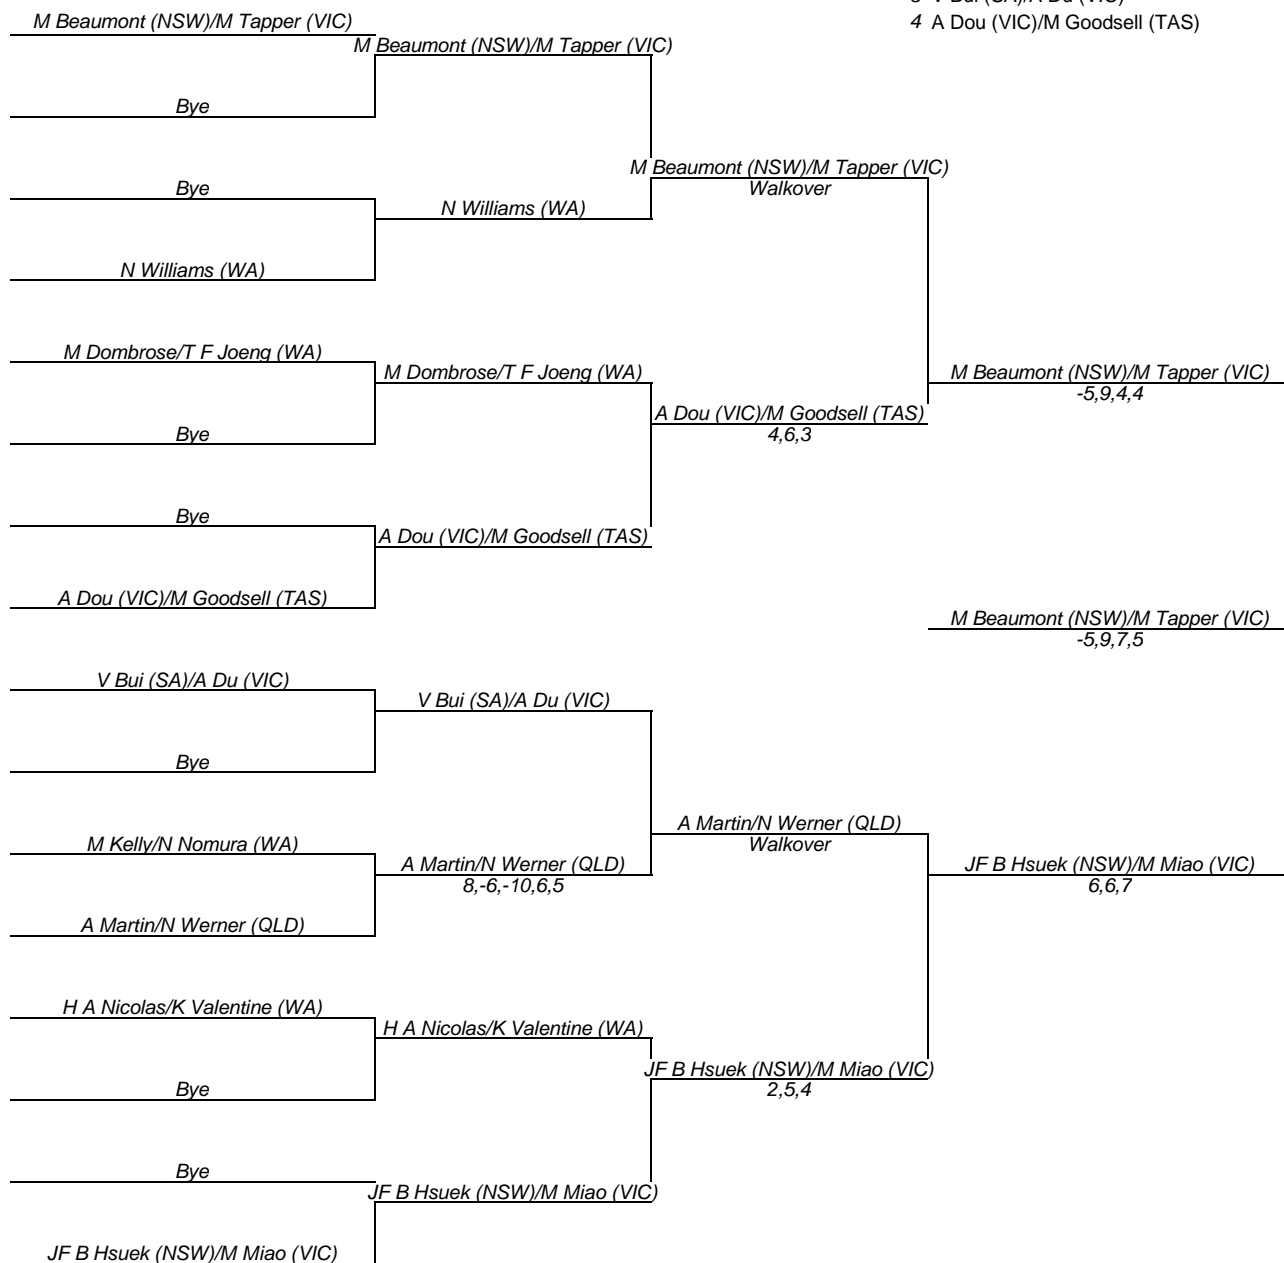 3 V Bui (SA)/A Du (VIC)
M Beaumont (NSW)/M Tapper (VIC)
4 A Dou (VIC)/M Goodsell (TAS)
M Beaumont (NSW)/M Tapper (VIC)
Bye
M Beaumont (NSW)/M Tapper (VIC)
Bye
Walkover
N Williams (WA)
N Williams (WA)
M Dombrose/T F Joeng (WA)
M Dombrose/T F Joeng (WA)
M Beaumont (NSW)/M Tapper (VIC)
-5,9,4,4
A Dou (VIC)/M Goodsell (TAS)
Bye
4,6,3
Bye
A Dou (VIC)/M Goodsell (TAS)
A Dou (VIC)/M Goodsell (TAS)
M Beaumont (NSW)/M Tapper (VIC)
-5,9,7,5
V Bui (SA)/A Du (VIC)
V Bui (SA)/A Du (VIC)
Bye
A Martin/N Werner (QLD)
M Kelly/N Nomura (WA)
Walkover
A Martin/N Werner (QLD)
JF B Hsuek (NSW)/M Miao (VIC)
8,-6,-10,6,5
6,6,7
A Martin/N Werner (QLD)
H A Nicolas/K Valentine (WA)
H A Nicolas/K Valentine (WA)
JF B Hsuek (NSW)/M Miao (VIC)
Bye
2,5,4
Bye
JF B Hsuek (NSW)/M Miao (VIC)
JF B Hsuek (NSW)/M Miao (VIC)